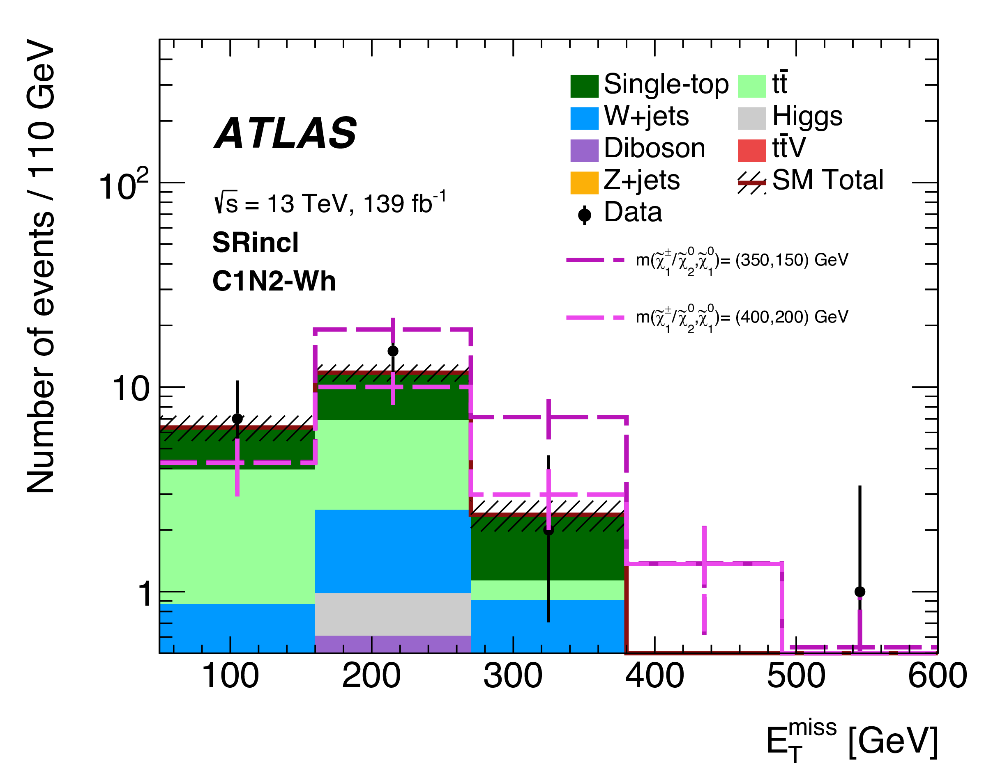 Number of events / 110 GeV
10²
10
1
ATLAS
√s = 13 TeV, 139 fb⁻¹
SRincl
C1N2-Wh
Single-top
tt̄
W+jets
Higgs
Diboson
tt̄V
Z+jets
SM Total
Data
m(χ̃₁±/χ̃₂⁰,χ̃₁⁰)= (350,150) GeV
m(χ̃₁±/χ̃₂⁰,χ̃₁⁰)= (400,200) GeV
100 200 300 400 500 600
E_T^miss [GeV]